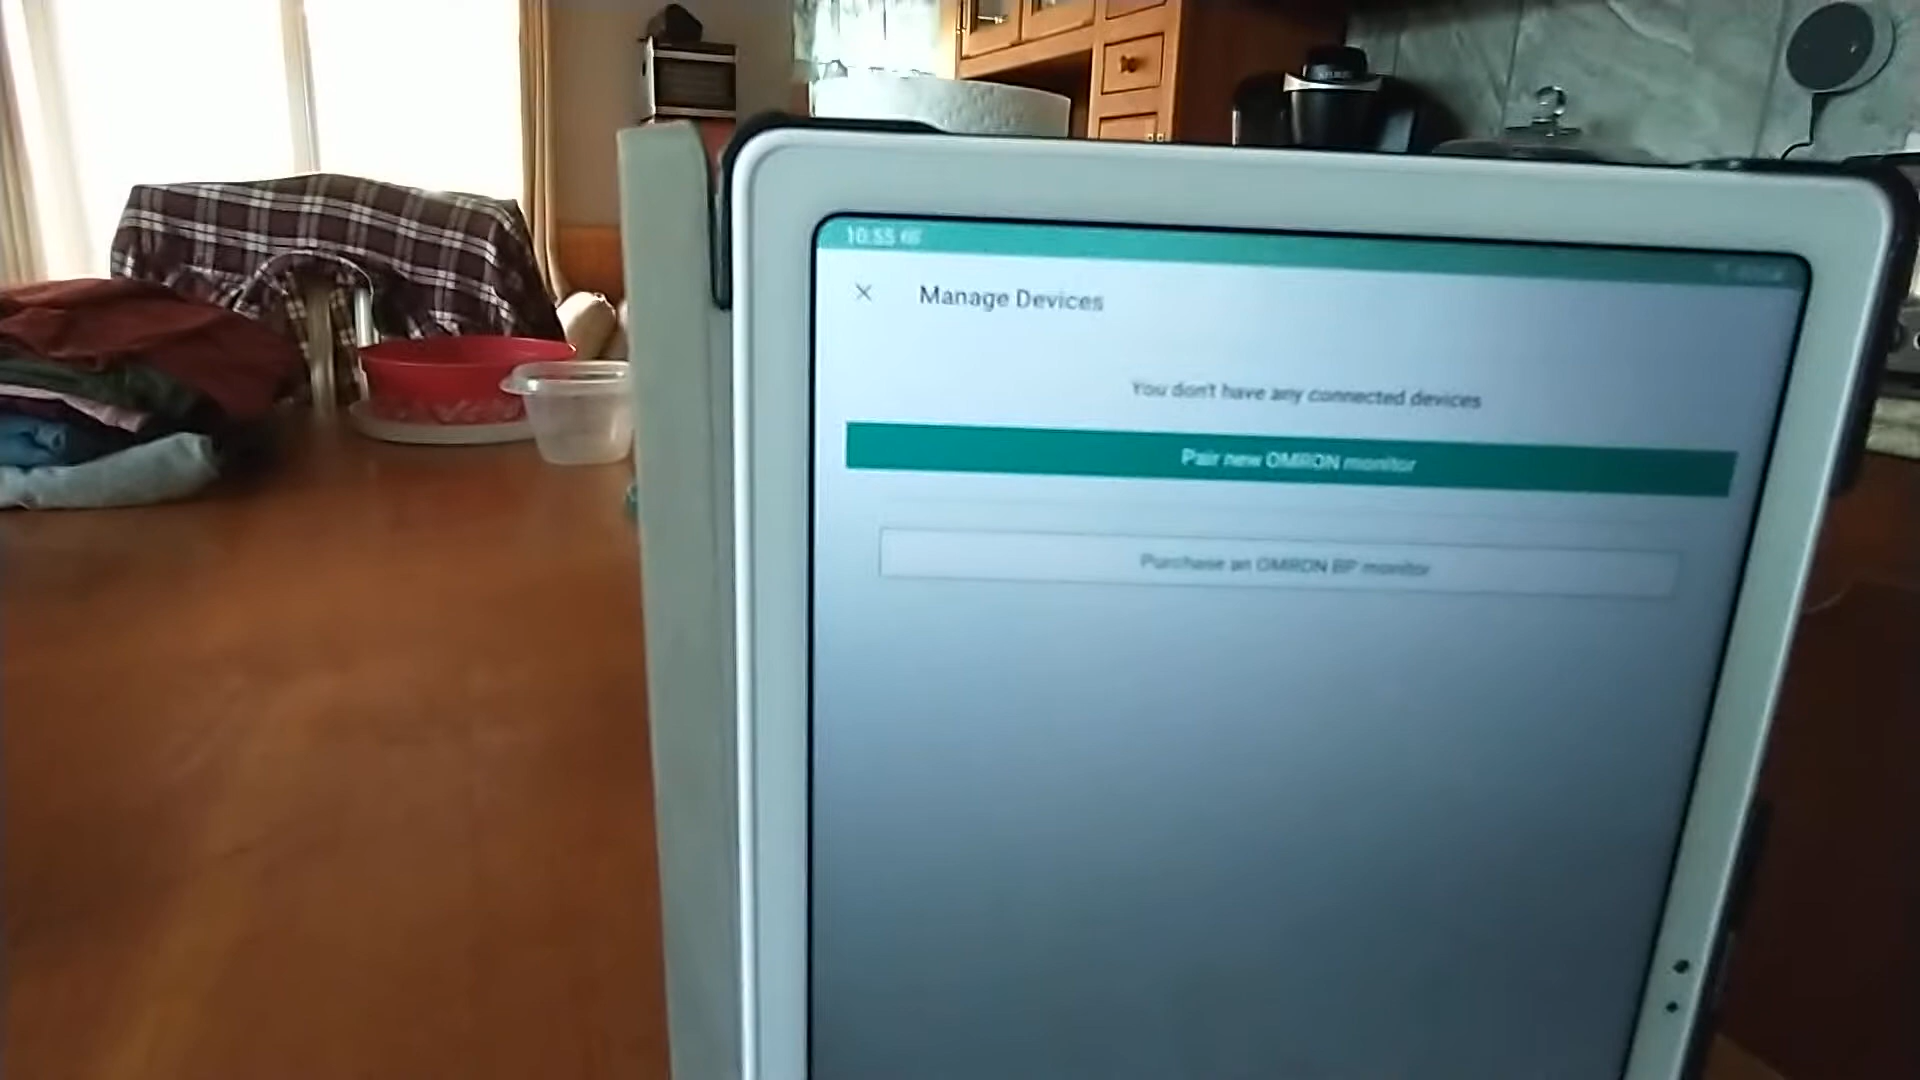 10:55
Manage Devices
You don't have any connected devices
Pair new OMRON monitor
Purchase an OMRON BP monitor